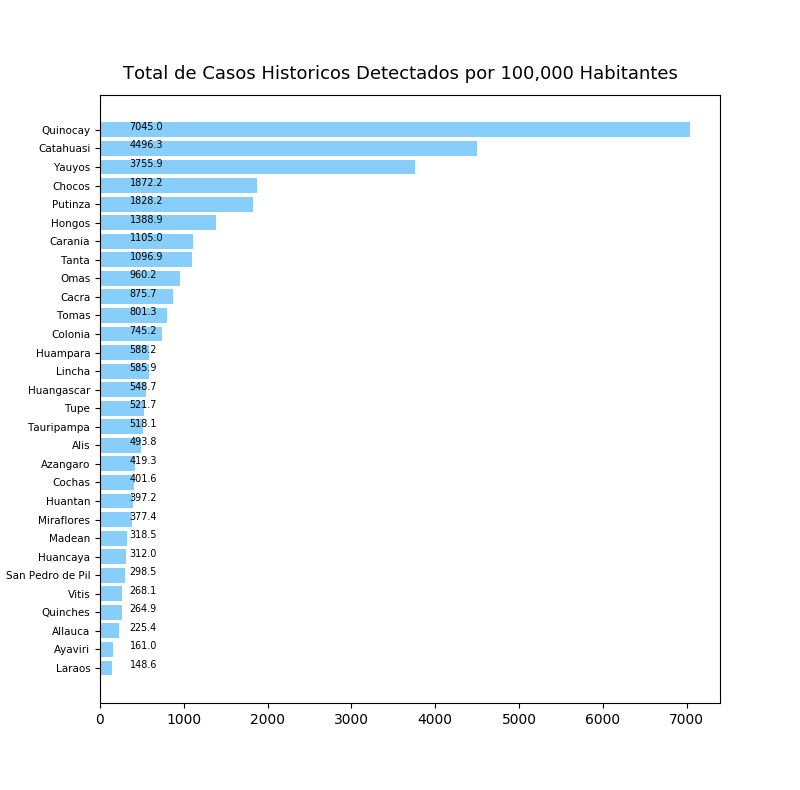 Total de Casos Historicos Detectados por 100,000 Habitantes
Quinocay 7045.0
Catahuasi 4496.3
Yauyos 3755.9
Chocos 1872.2
Putinza 1828.2
Hongos 1388.9
Carania 1105.0
Tanta 1096.9
Omas 960.2
Cacra 875.7
Tomas 801.3
Colonia 745.2
Huampara 588.2
Lincha 585.9
Huangascar 548.7
Tupe 521.7
Tauripampa 518.1
Alis 493.8
Azangaro 419.3
Cochas 401.6
Huantan 397.2
Miraflores 377.4
Madean 318.5
Huancaya 312.0
San Pedro de Pil 298.5
Vitis 268.1
Quinches 264.9
Allauca 225.4
Ayaviri 161.0
Laraos 148.6
0 1000 2000 3000 4000 5000 6000 7000